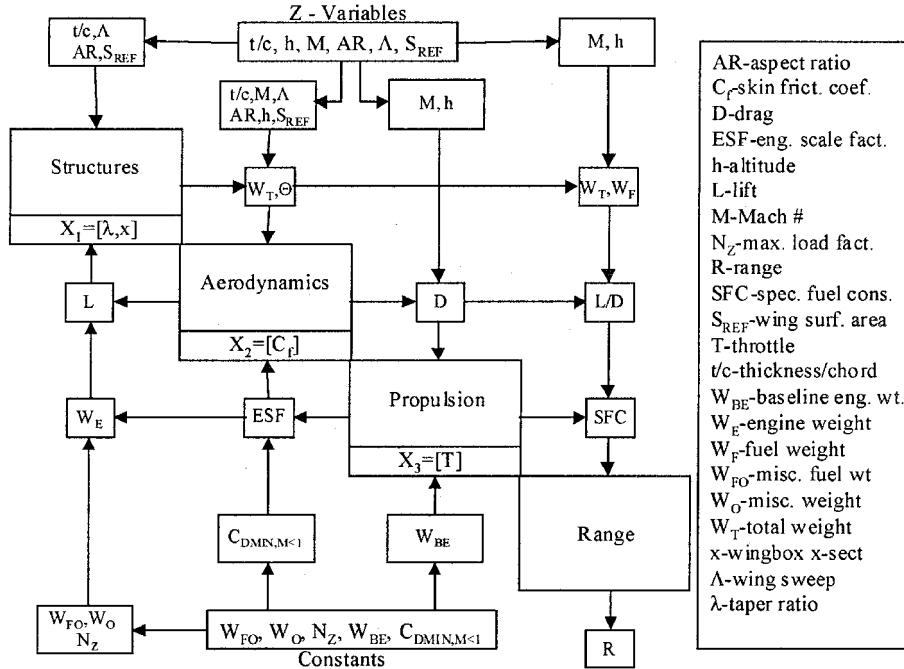 Z - Variables
t/c, Λ
AR,S_REF
t/c, h, M, AR, Λ, S_REF
M, h
t/c,M,Λ
AR,h,S_REF
M, h
Structures
W_T,Θ
W_T, W_F
X_1=[λ,x]
L
Aerodynamics
D
L/D
X_2=[C_f]
W_E
ESF
Propulsion
SFC
X_3=[T]
C_DMIN,M<1
W_BE
Range
W_FO,W_O
N_Z
W_FO, W_O, N_Z, W_BE, C_DMIN,M<1
Constants
R
AR-aspect ratio
C_f-skin frict. coef.
D-drag
ESF-eng. scale fact.
h-altitude
L-lift
M-Mach #
N_Z-max. load fact.
R-range
SFC-spec. fuel cons.
S_REF-wing surf. area
T-throttle
t/c-thickness/chord
W_BE-baseline eng. wt.
W_E-engine weight
W_F-fuel weight
W_FO-misc. fuel wt
W_O-misc. weight
W_T-total weight
x-wingbox x-sect
Λ-wing sweep
λ-taper ratio